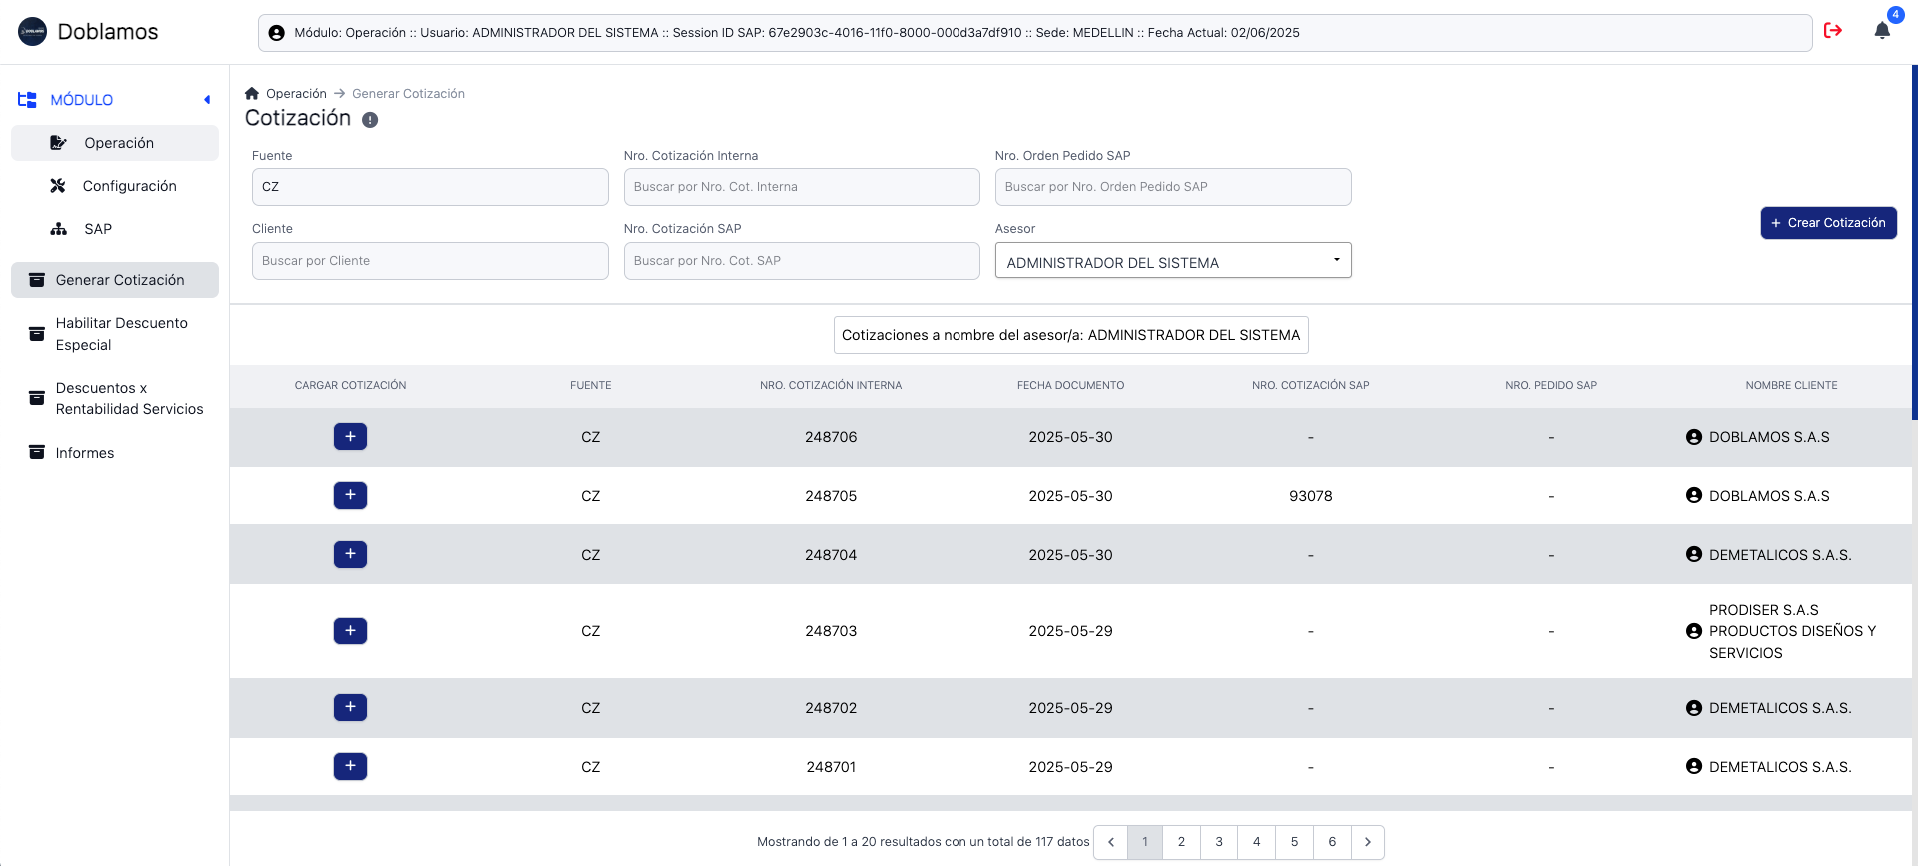 Doblamos
Módulo: Operación :: Usuario: ADMINISTRADOR DEL SISTEMA :: Session ID SAP: 67e2903c-4016-11f0-8000-000d3a7df910 :: Sede: MEDELLIN :: Fecha Actual: 02/06/2025
4
MÓDULO
Operación
Configuración
SAP
Generar Cotización
Habilitar Descuento
Especial
Descuentos x
Rentabilidad Servicios
Informes
Operación → Generar Cotización
Cotización
Fuente
Nro. Cotización Interna
Nro. Orden Pedido SAP
CZ
Buscar por Nro. Cot. Interna
Buscar por Nro. Orden Pedido SAP
Cliente
Nro. Cotización SAP
Asesor
Buscar por Cliente
Buscar por Nro. Cot. SAP
ADMINISTRADOR DEL SISTEMA
+ Crear Cotización
Cotizaciones a nombre del asesor/a: ADMINISTRADOR DEL SISTEMA
CARGAR COTIZACIÓN FUENTE NRO. COTIZACIÓN INTERNA FECHA DOCUMENTO NRO. COTIZACIÓN SAP NRO. PEDIDO SAP NOMBRE CLIENTE
+ CZ 248706 2025-05-30 - - DOBLAMOS S.A.S
+ CZ 248705 2025-05-30 93078 - DOBLAMOS S.A.S
+ CZ 248704 2025-05-30 - - DEMETALICOS S.A.S.
+ CZ 248703 2025-05-29 - - PRODISER S.A.S
PRODUCTOS DISEÑOS Y
SERVICIOS
+ CZ 248702 2025-05-29 - - DEMETALICOS S.A.S.
+ CZ 248701 2025-05-29 - - DEMETALICOS S.A.S.
Mostrando de 1 a 20 resultados con un total de 117 datos < 1 2 3 4 5 6 >